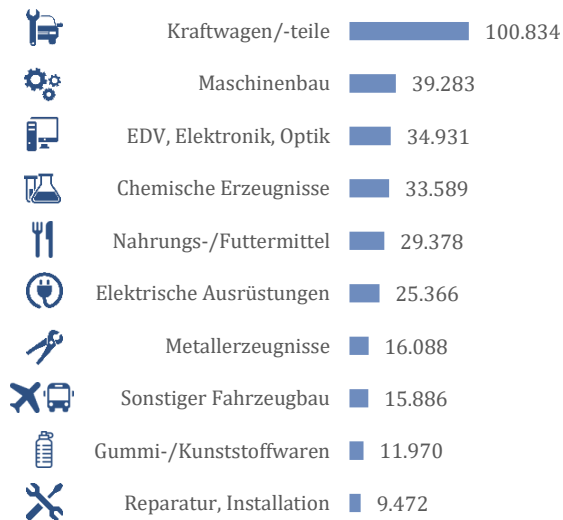 Kraftwagen/-teile 100.834
Maschinenbau 39.283
EDV, Elektronik, Optik 34.931
Chemische Erzeugnisse 33.589
Nahrungs-/Futtermittel 29.378
Elektrische Ausrüstungen 25.366
Metallerzeugnisse 16.088
Sonstiger Fahrzeugbau 15.886
Gummi-/Kunststoffwaren 11.970
Reparatur, Installation 9.472